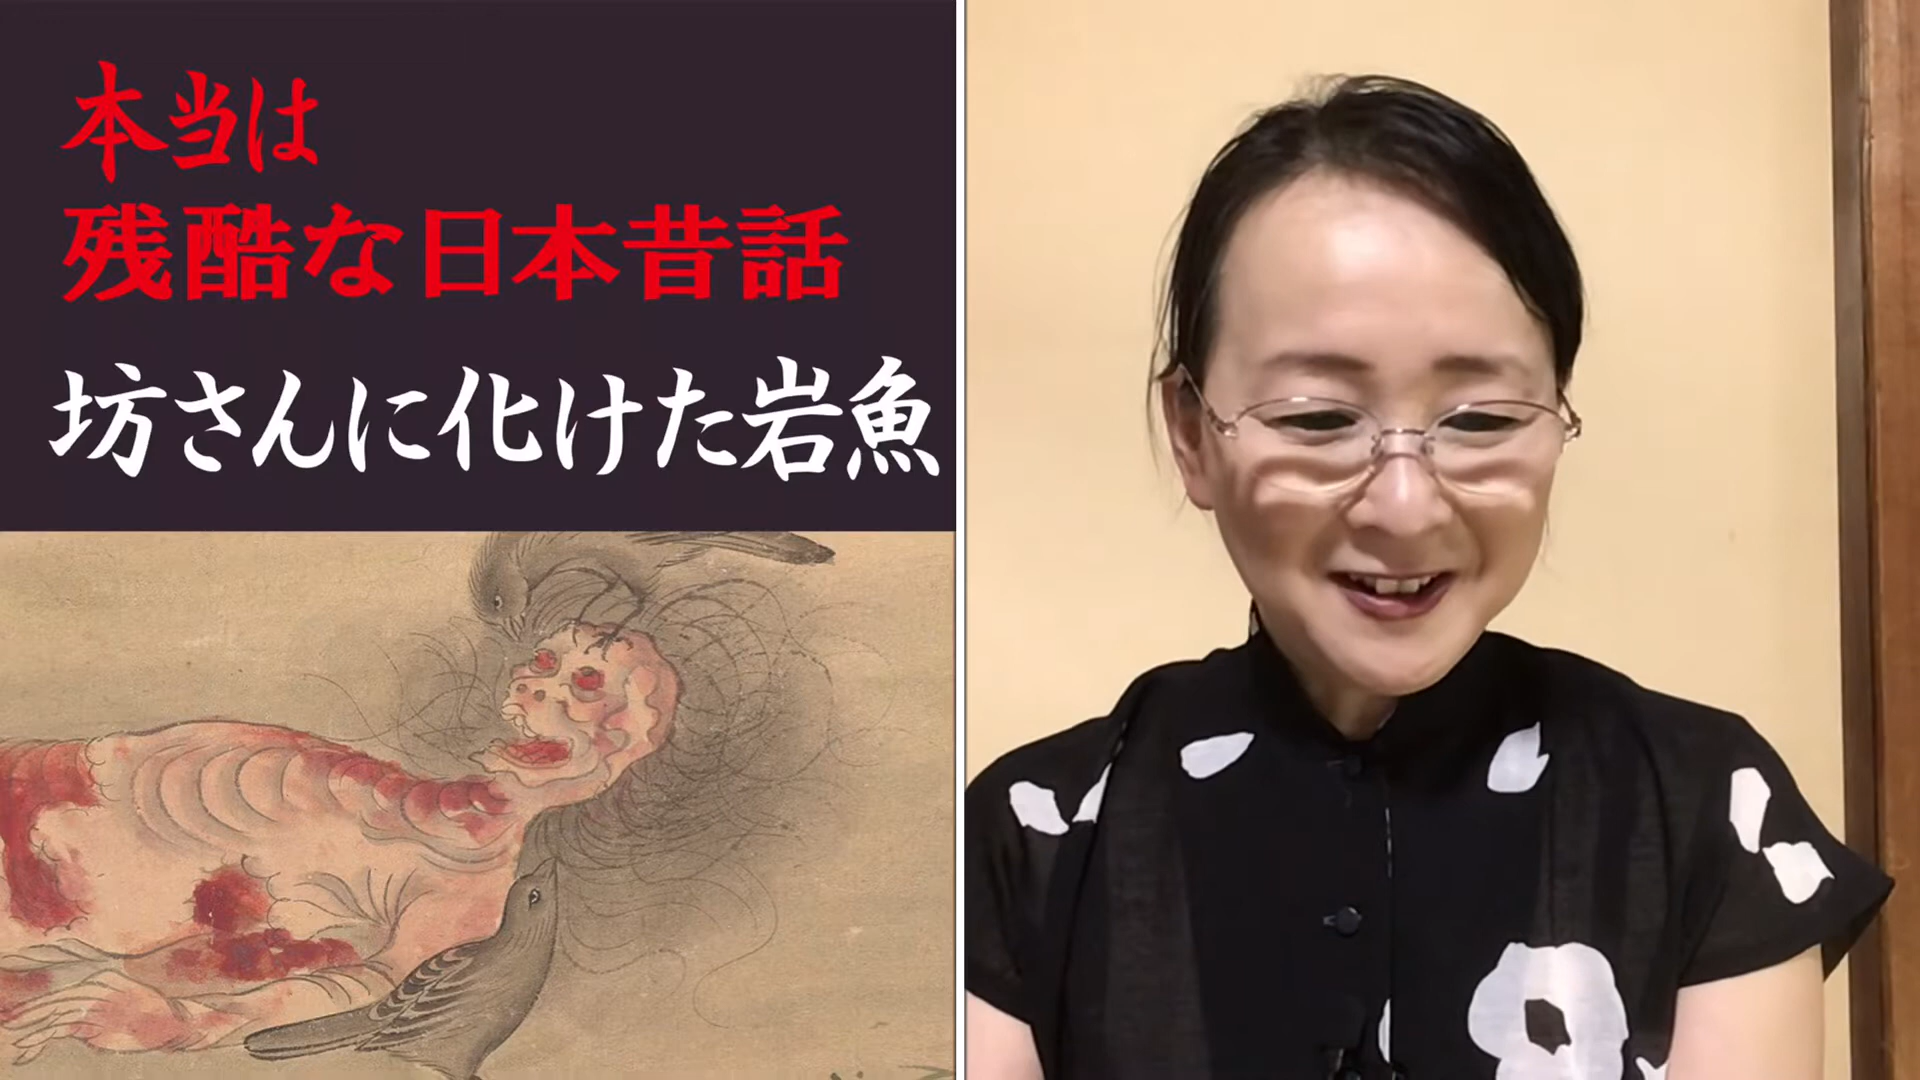 本当は
残酷な日本昔話
坊さんに化けた岩魚